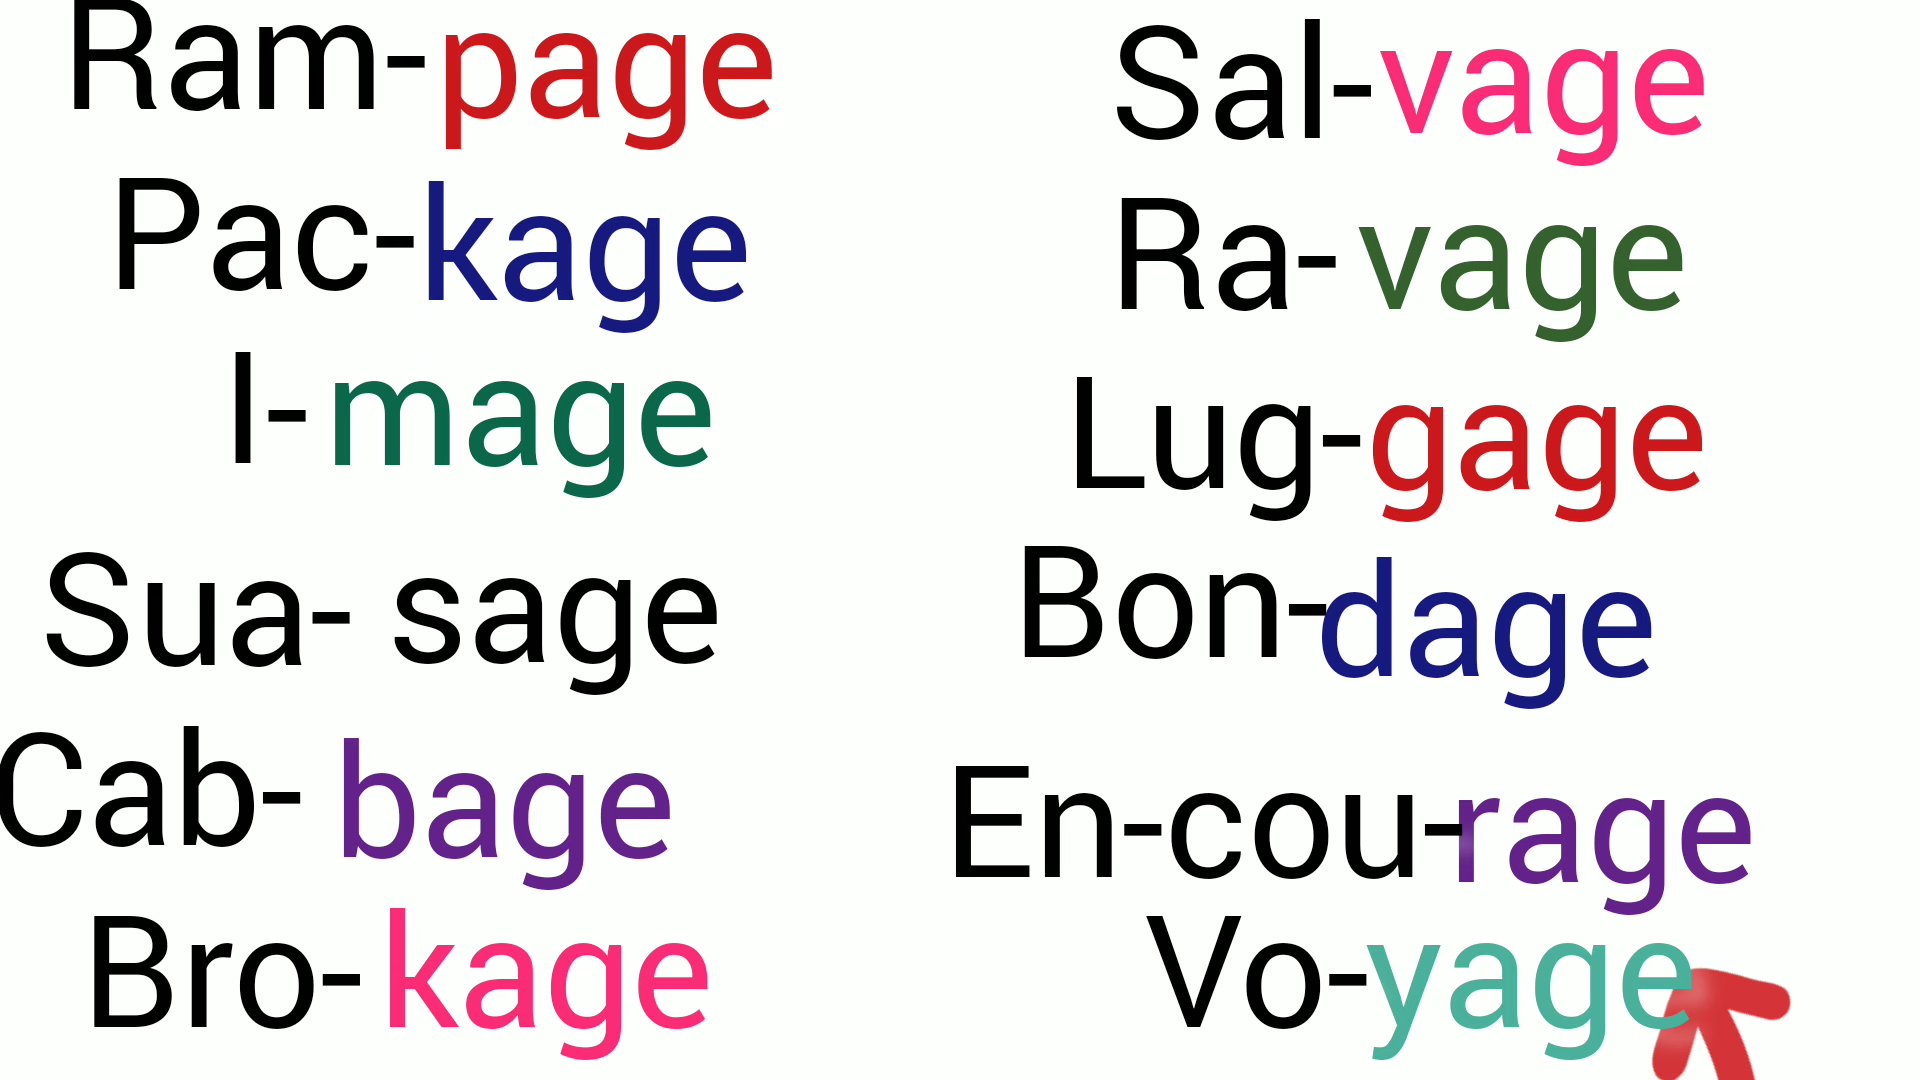 Ram-page
Pac-kage
I-mage
Sua- sage
Cab- bage
Bro-kage
Sal-vage
Ra-vage
Lug-gage
Bon-dage
En-cou-rage
Vo-yage